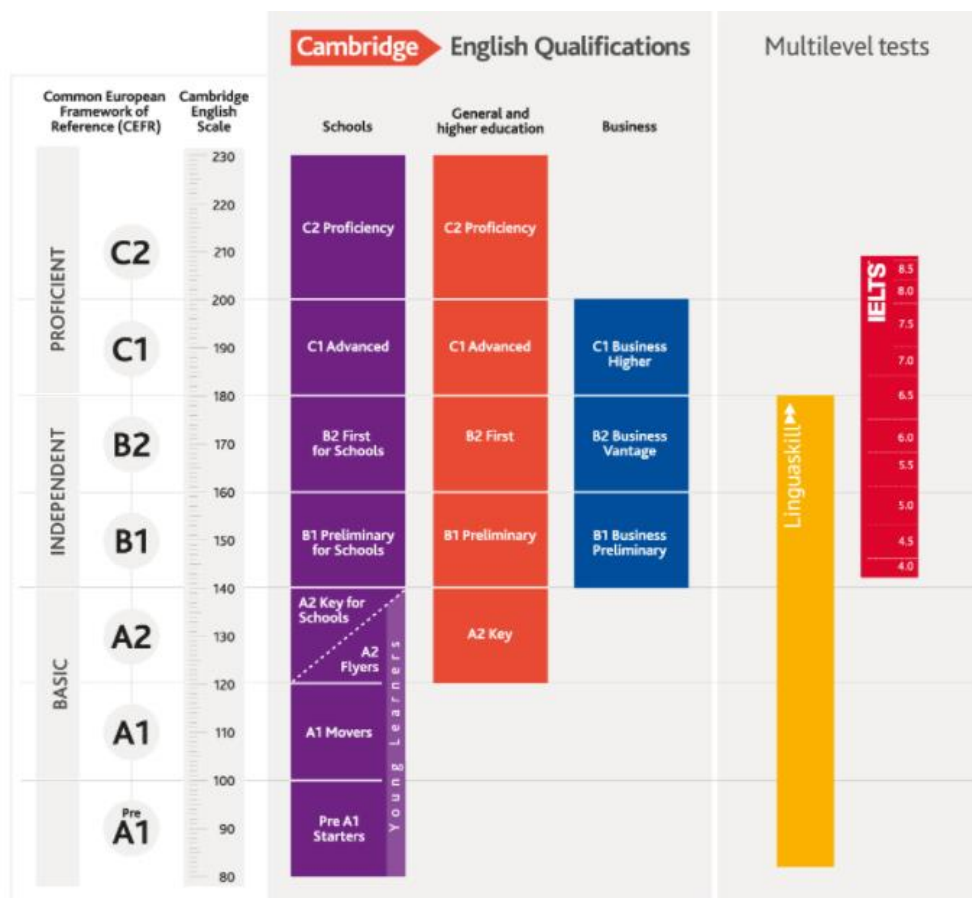 Cambridge English Qualifications
Multilevel tests
Common European
Framework of
Reference (CEFR)
Cambridge
English
Scale
Schools
General and
higher education
Business
PROFICIENT
C2
C1
INDEPENDENT
B2
B1
BASIC
A2
A1
Pre
A1
230
220
210
200
190
180
170
160
150
140
130
120
110
100
90
80
C2 Proficiency
C1 Advanced
B2 First
for Schools
B1 Preliminary
for Schools
A2 Key for
Schools
A2
Flyers
A1 Movers
Pre A1
Starters
Young Learners
C2 Proficiency
C1 Advanced
B2 First
B1 Preliminary
A2 Key
C1 Business
Higher
B2 Business
Vantage
B1 Business
Preliminary
Linguaskill
IELTS
8.5
8.0
7.5
7.0
6.5
6.0
5.5
5.0
4.5
4.0